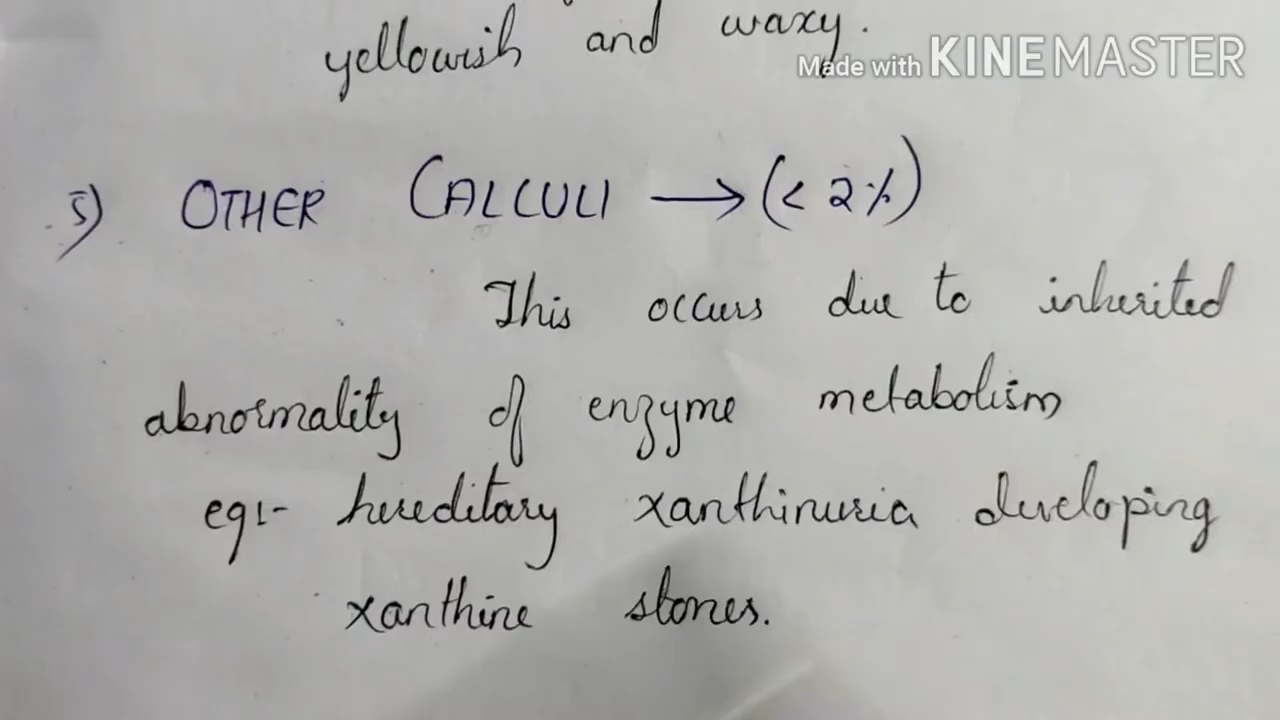 yellowish and waxy.
Made with KINEMASTER
5) OTHER CALCULI → (< 2%)
This occurs due to inherited
abnormality of enzyme metabolism
eg:- hereditary xanthinuria developing
xanthine stones.